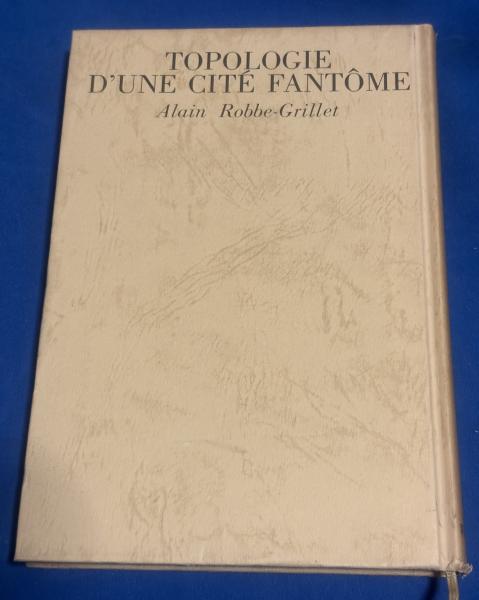 TOPOLOGIE
D'UNE CITÉ FANTÔME
Alain Robbe-Grillet